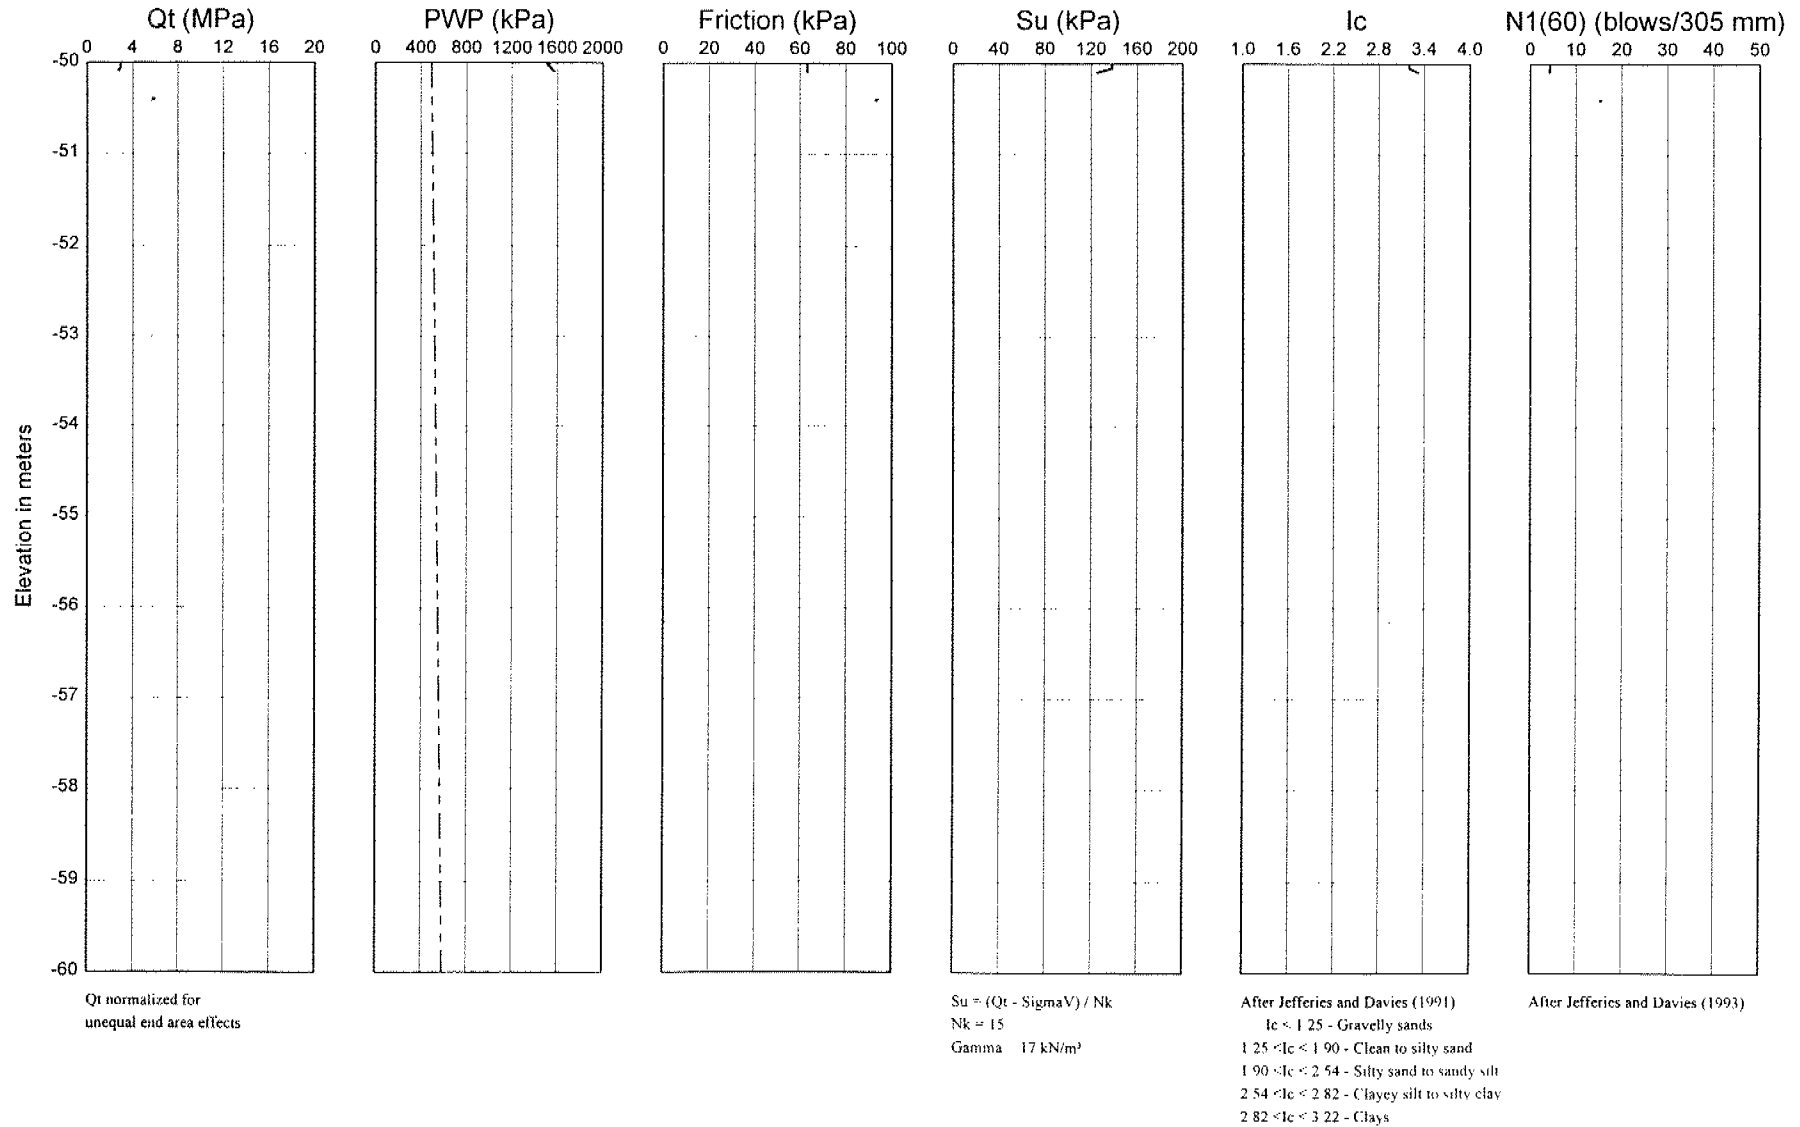 Qt (MPa) PWP (kPa) Friction (kPa) Su (kPa) Ic N1(60) (blows/305 mm)
0 4 8 12 16 20 0 400 800 1200 1600 2000 0 20 40 60 80 100 0 40 80 120 160 200 1.0 1.6 2.2 2.8 3.4 4.0 0 10 20 30 40 50
-50
-51
-52
-53
-54
-55
-56
-57
-58
-59
-60
Elevation in meters
Qt normalized for
unequal end area effects
Su = (Qt - SigmaV) / Nk
Nk = 15
Gamma 17 kN/m³
After Jefferies and Davies (1991)
Ic < 1 25 - Gravelly sands
1 25 <Ic < 1 90 - Clean to silty sand
1 90 <Ic < 2 54 - Silty sand to sandy silt
2 54 <Ic < 2 82 - Clayey silt to silty clay
2 82 <Ic < 3 22 - Clays
After Jefferies and Davies (1993)